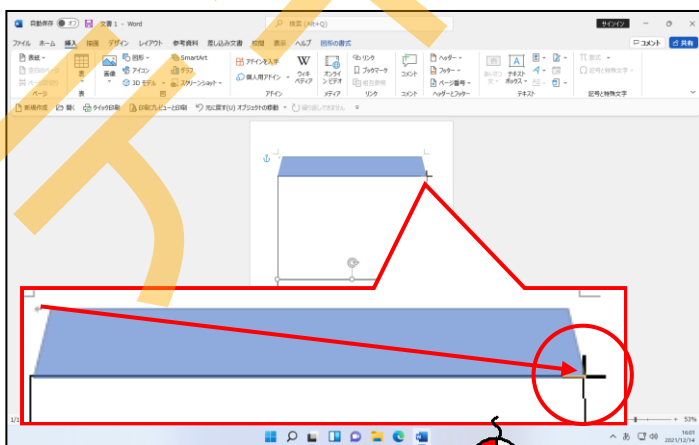 自動保存 オフ 文書 1 - Word 検索 (Alt+Q) サインイン
ファイル ホーム 挿入 描画 デザイン レイアウト 参考資料 差し込み文書 校閲 表示 ヘルプ 図形の書式 コメント 共有
表紙 空白のページ ページ区切り ページ
表 表
画像 図形 アイコン 3D モデル SmartArt グラフ スクリーンショット 図
アドインを入手 個人用アドイン アドイン
ウィキペディア
オンラインビデオ メディア
リンク ブックマーク 相互参照 リンク
コメント コメント
ヘッダー フッター ページ番号 ヘッダーとフッター
あいさつ文 テキストボックス テキスト
数式 記号と特殊文字 記号と特殊文字
新規作成 開く クイック印刷 印刷プレビューと印刷 元に戻す(U) オブジェクトの移動
53%
あ 16:01
2021/12/14